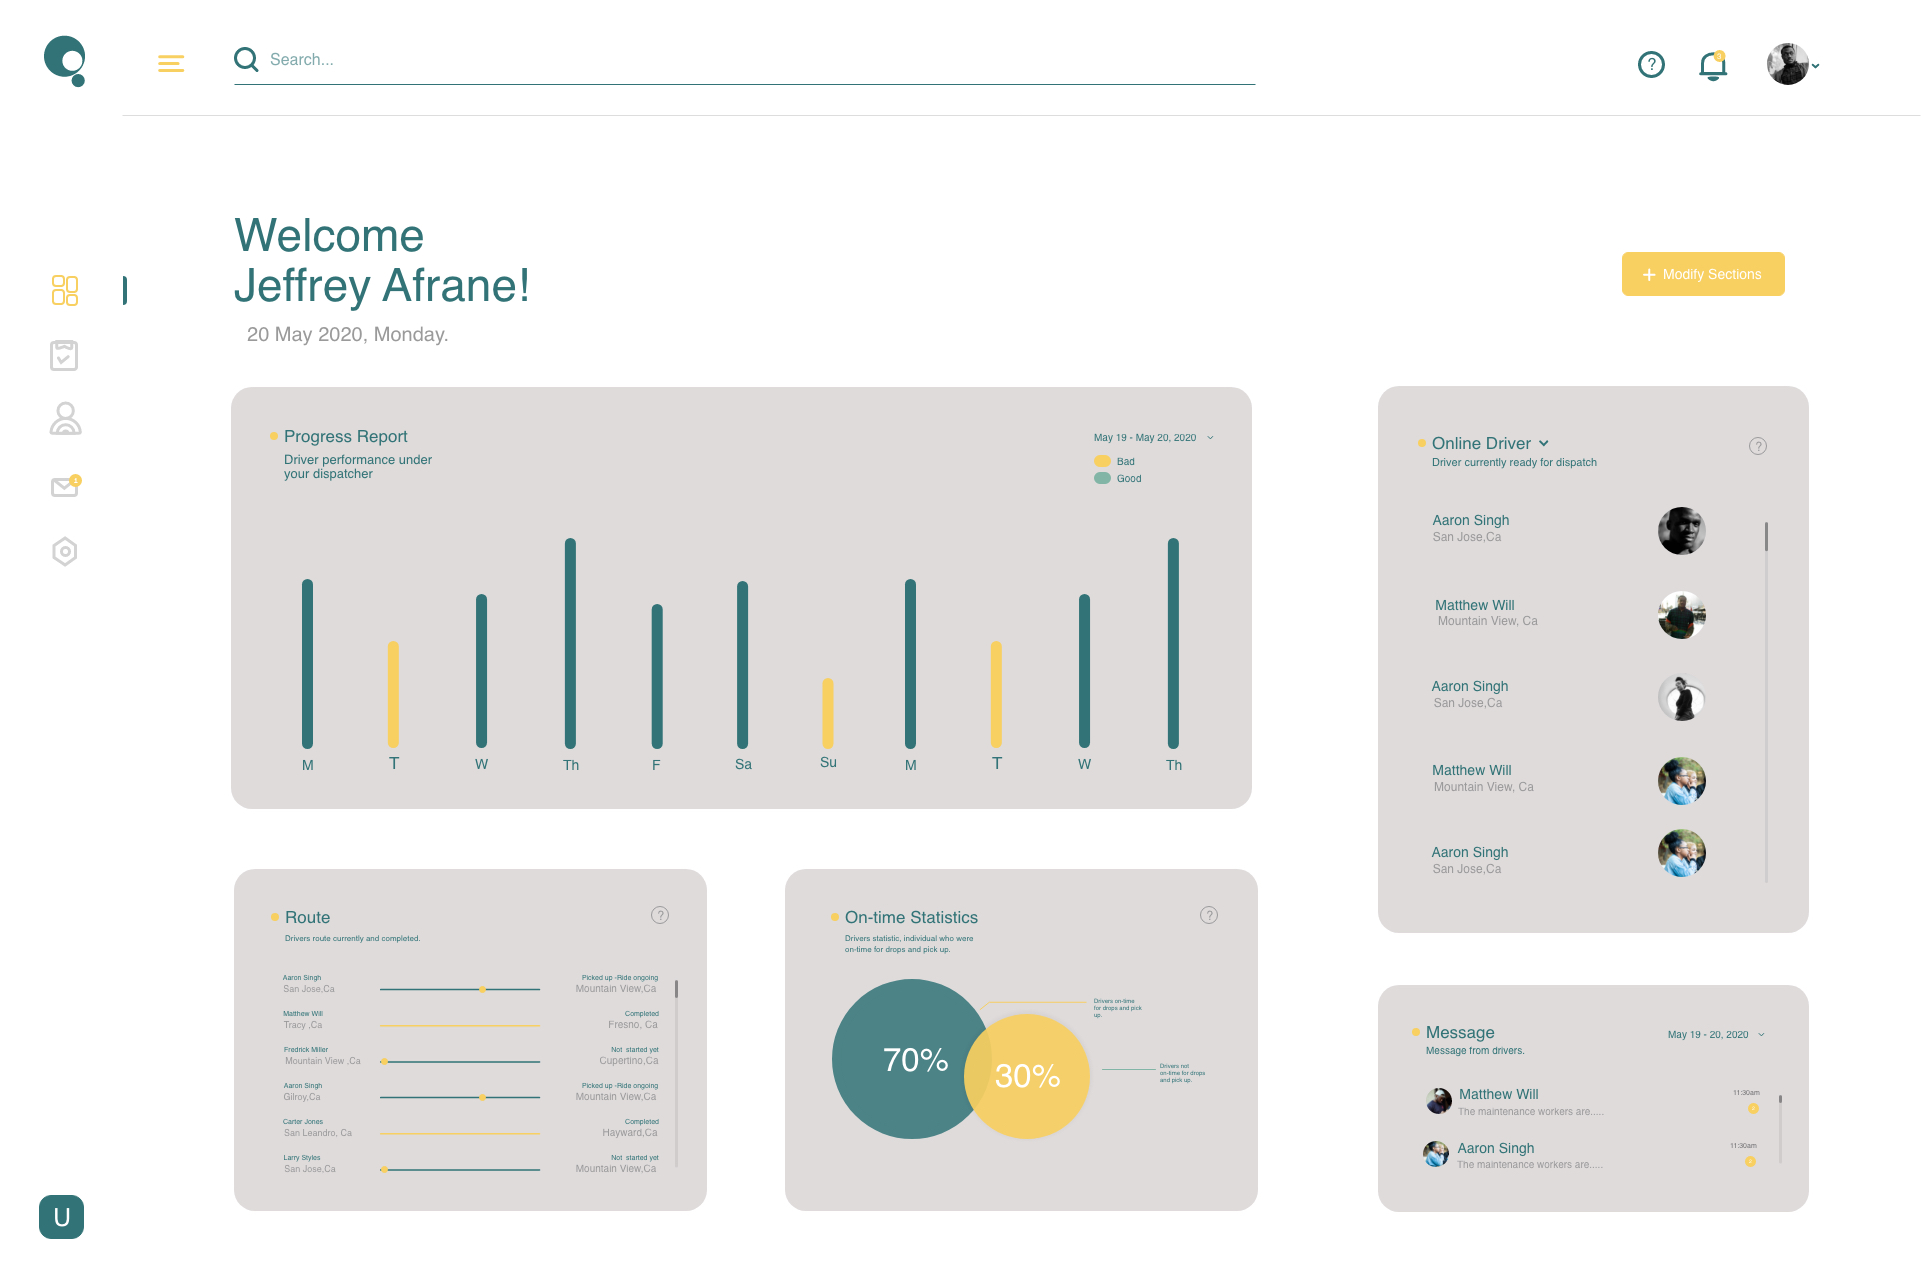 Search...
?
Welcome
Jeffrey Afrane!
20 May 2020, Monday.
+ Modify Sections
1
Progress Report
Driver performance under
your dispatcher
May 19 - May 20, 2020
Bad
Good
M T W Th F Sa Su M T W Th
Online Driver
?
Driver currently ready for dispatch
Aaron Singh
San Jose,Ca
Matthew Will
Mountain View, Ca
Aaron Singh
San Jose,Ca
Matthew Will
Mountain View, Ca
Aaron Singh
San Jose,Ca
Route
?
Drivers route currently and completed.
Aaron Singh Picked up -Ride ongoing
San Jose,Ca Mountain View,Ca
Matthew Will Completed
Tracy ,Ca Fresno, Ca
Fredrick Miller Not started yet
Mountain View ,Ca Cupertino,Ca
Aaron Singh Picked up -Ride ongoing
Gilroy,Ca Mountain View,Ca
Carter Jones Completed
San Leandro, Ca Hayward,Ca
Larry Styles Not started yet
San Jose,Ca Mountain View,Ca
On-time Statistics
?
Drivers statistic, individual who were
on-time for drops and pick up.
70%
30%
Drivers on-time
for drops and pick
up.
Drivers not
on-time for drops
and pick up.
Message
May 19 - 20, 2020
Message from drivers.
Matthew Will
11:30am
The maintenance workers are.....
Aaron Singh
11:30am
The maintenance workers are.....
U